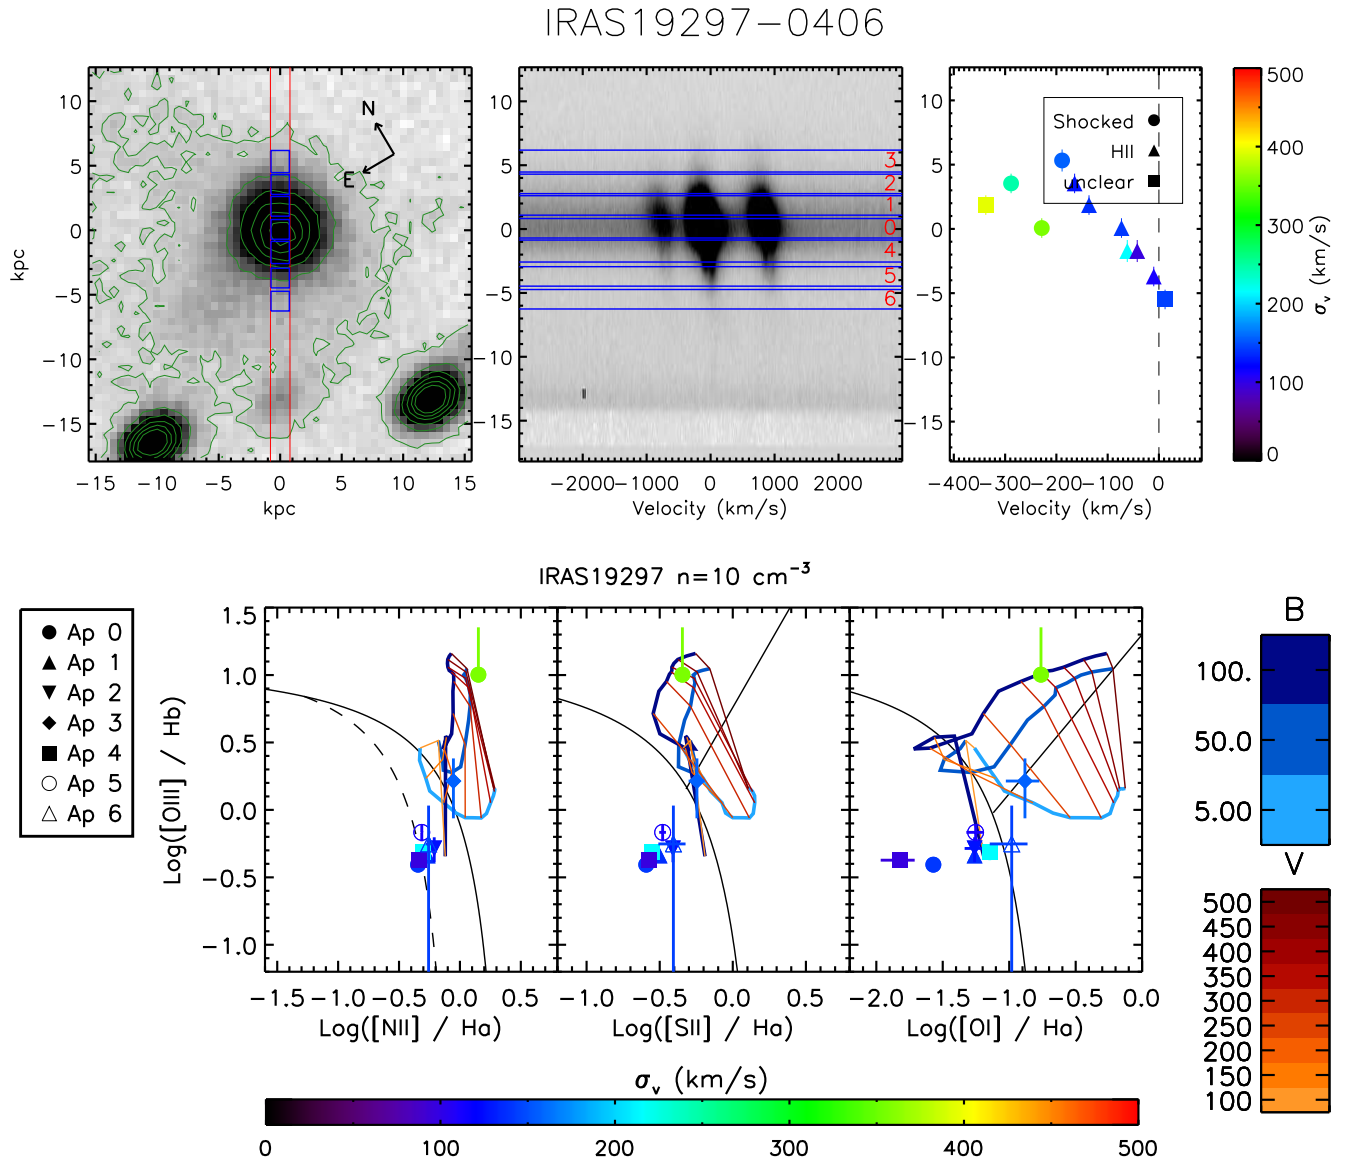 IRAS19297−0406
10
5
0
−5
−10
−15
kpc
N
E
−15 −10 −5 0 5 10 15
kpc
10
5
0
−5
−10
−15
3
2
1
0
4
5
6
−2000 −1000 0 1000 2000
Velocity (km/s)
10
5
0
−5
−10
−15
Shocked
HII
unclear
−400 −300 −200 −100 0
Velocity (km/s)
500
400
300
200
100
0
σv (km/s)
IRAS19297 n=10 cm−3
Ap 0
Ap 1
Ap 2
Ap 3
Ap 4
Ap 5
Ap 6
1.5
1.0
0.5
0.0
−0.5
−1.0
Log([OIII] / Hb)
−1.5 −1.0 −0.5 0.0 0.5
Log([NII] / Ha)
−1.0 −0.5 0.0 0.5
Log([SII] / Ha)
−2.0 −1.5 −1.0 −0.5 0.0
Log([OI] / Ha)
B
100.
50.0
5.00
V
500
450
400
350
300
250
200
150
100
σv (km/s)
0 100 200 300 400 500